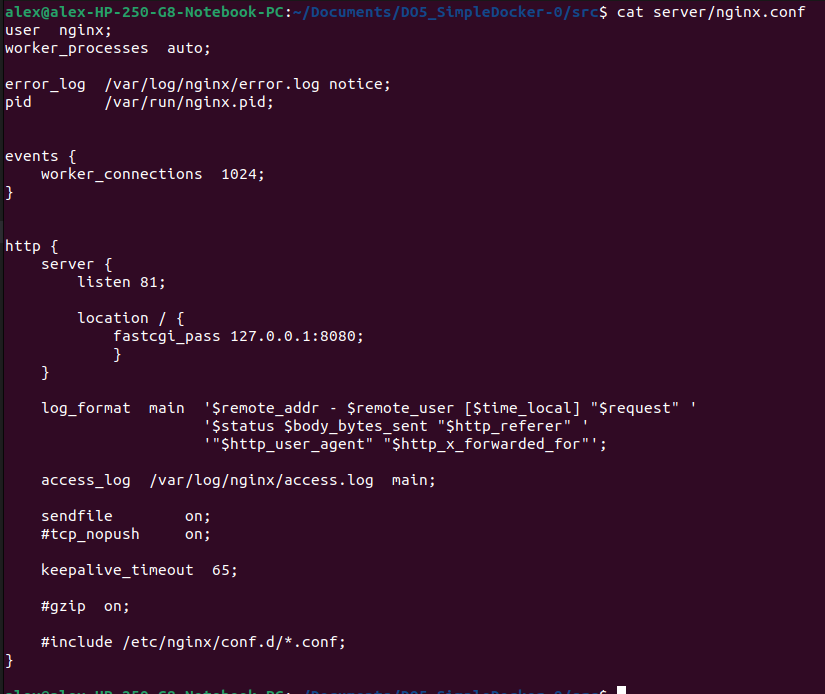 alex@alex-HP-250-G8-Notebook-PC:~/Documents/DO5_SimpleDocker-0/src$ cat server/nginx.conf
user  nginx;
worker_processes  auto;

error_log  /var/log/nginx/error.log notice;
pid        /var/run/nginx.pid;


events {
    worker_connections  1024;
}


http {
    server {
        listen 81;

        location / {
            fastcgi_pass 127.0.0.1:8080;
            }
    }

    log_format  main  '$remote_addr - $remote_user [$time_local] "$request" '
                      '$status $body_bytes_sent "$http_referer" '
                      '"$http_user_agent" "$http_x_forwarded_for"';

    access_log  /var/log/nginx/access.log  main;

    sendfile        on;
    #tcp_nopush     on;

    keepalive_timeout  65;

    #gzip  on;

    #include /etc/nginx/conf.d/*.conf;
}
alex@alex-HP-250-G8-Notebook-PC:~/Documents/DO5_SimpleDocker-0/src$